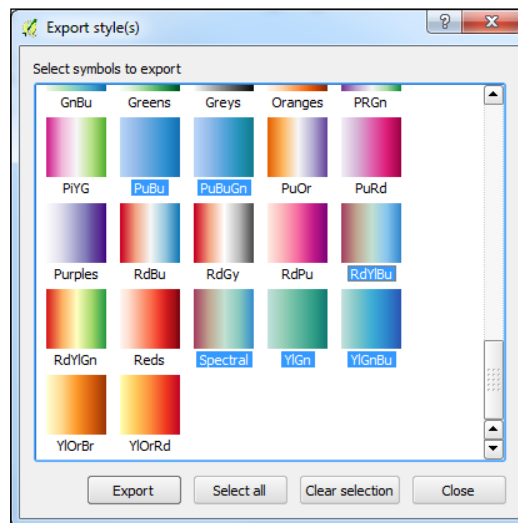 Export style(s)
?
X
Select symbols to export
GnBu Greens Greys Oranges PRGn
PiYG PuBu PuBuGn PuOr PuRd
Purples RdBu RdGy RdPu RdYlBu
RdYlGn Reds Spectral YlGn YlGnBu
YlOrBr YlOrRd
Export Select all Clear selection Close